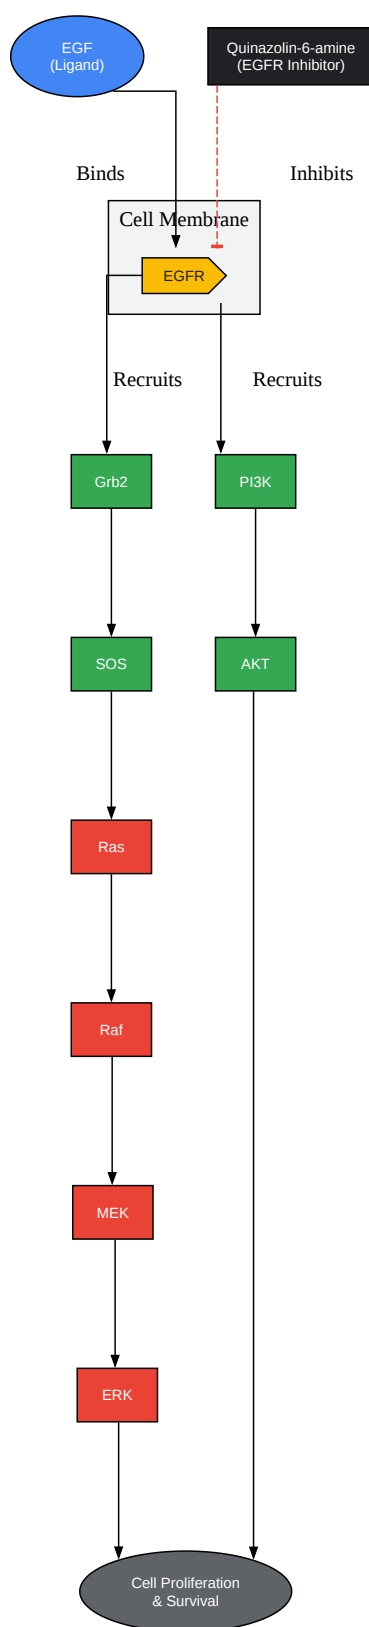 EGF
(Ligand)
Quinazolin-6-amine
(EGFR Inhibitor)
Binds
Inhibits
Cell Membrane
EGFR
Recruits
Recruits
Grb2
PI3K
SOS
AKT
Ras
Raf
MEK
ERK
Cell Proliferation
& Survival